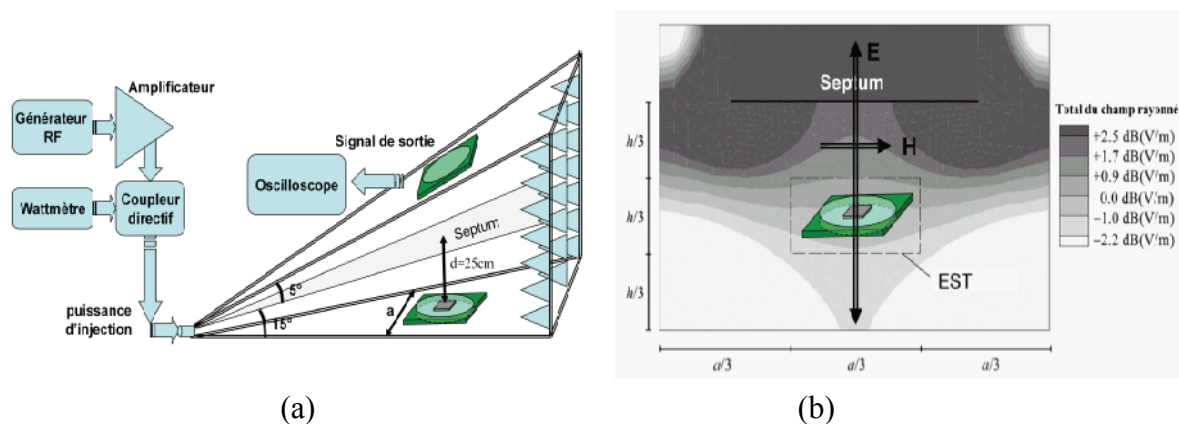 Amplificateur
Générateur
RF
Signal de sortie
Oscilloscope
Wattmètre
Coupleur
directif
Septum
d=25cm
5°
15°
a
puissance
d'injection
(a)
E
Septum
H
EST
h/3
h/3
h/3
a/3
a/3
a/3
Total du champ rayonné
+2.5 dB(V/m)
+1.7 dB(V/m)
+0.9 dB(V/m)
0.0 dB(V/m)
−1.0 dB(V/m)
−2.2 dB(V/m)
(b)